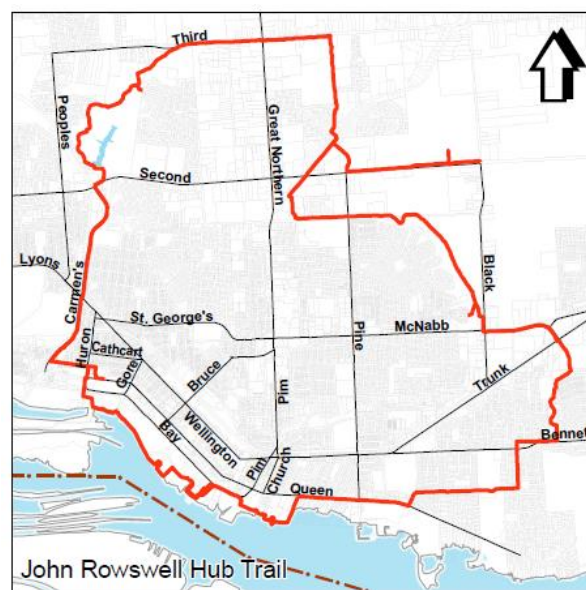 Third
Peoples
Great Northern
Second
Lyons
Carmen's
Black
St. George's
McNabb
Huron
Cathcart
Gore
Bruce
Pim
Pine
Trunk
Wellington
Bay
Bennet
Pim
Church
Queen
John Rowswell Hub Trail